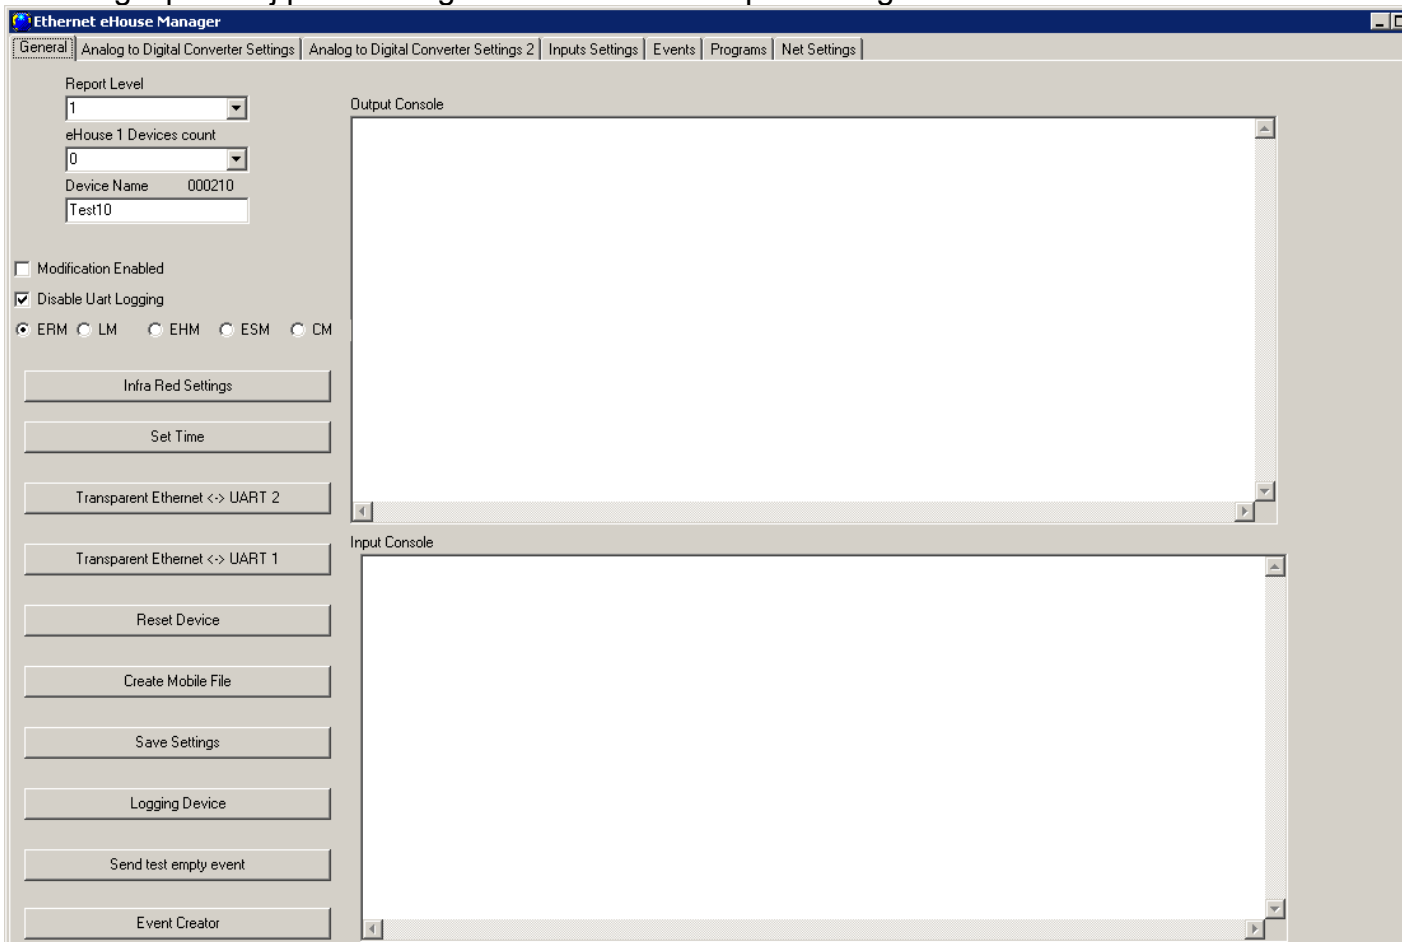 Ethernet eHouse Manager
General Analog to Digital Converter Settings Analog to Digital Converter Settings 2 Inputs Settings Events Programs Net Settings
Report Level
1
eHouse 1 Devices count
0
Device Name 000210
Test10
Modification Enabled
Disable Uart Logging
ERM LM EHM ESM CM
Infra Red Settings
Set Time
Transparent Ethernet <-> UART 2
Transparent Ethernet <-> UART 1
Reset Device
Create Mobile File
Save Settings
Logging Device
Send test empty event
Event Creator
Output Console
Input Console